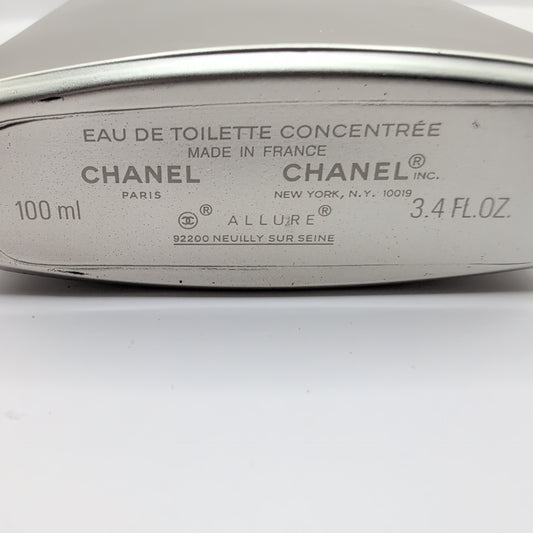 EAU DE TOILETTE CONCENTRÉE
MADE IN FRANCE
CHANEL CHANEL® INC.
PARIS NEW YORK, N.Y. 10019
100 ml 3.4 FL.OZ.
® ALLURE®
92200 NEUILLY SUR SEINE